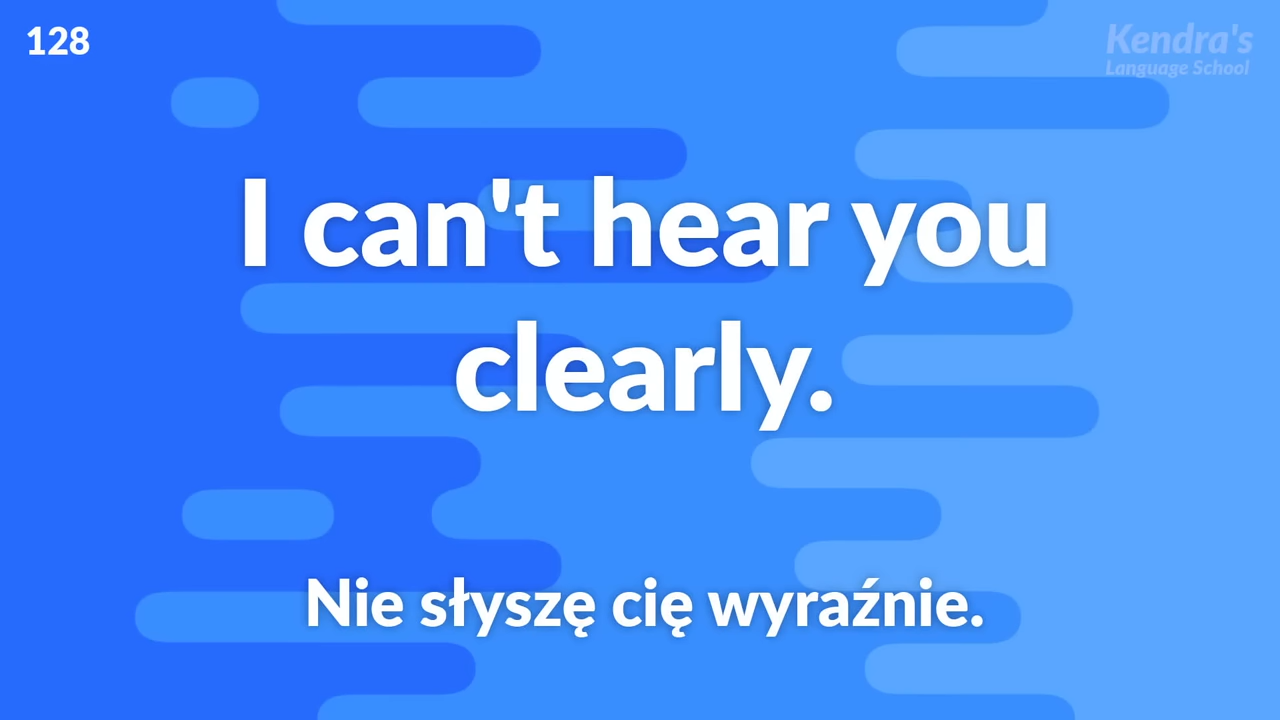 128
Kendra's
Language School
I can't hear you
clearly.
Nie słyszę cię wyraźnie.